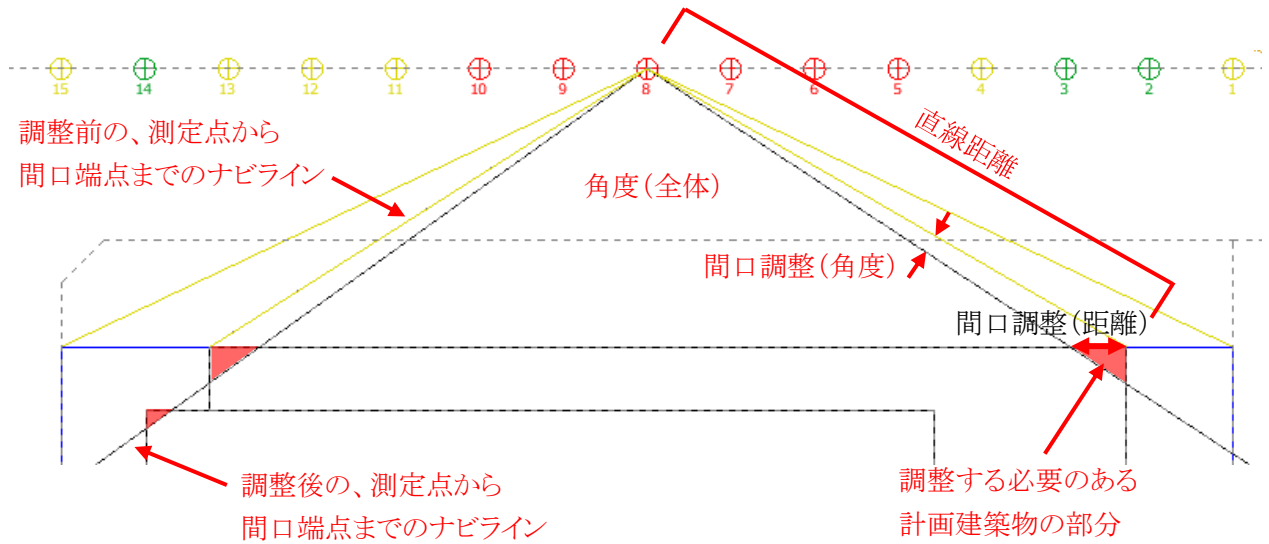 15 14 13 12 11 10 9 8 7 6 5 4 3 2 1
調整前の、測定点から
間口端点までのナビライン
直線距離
角度(全体)
間口調整(角度)
間口調整(距離)
調整後の、測定点から
間口端点までのナビライン
調整する必要のある
計画建築物の部分